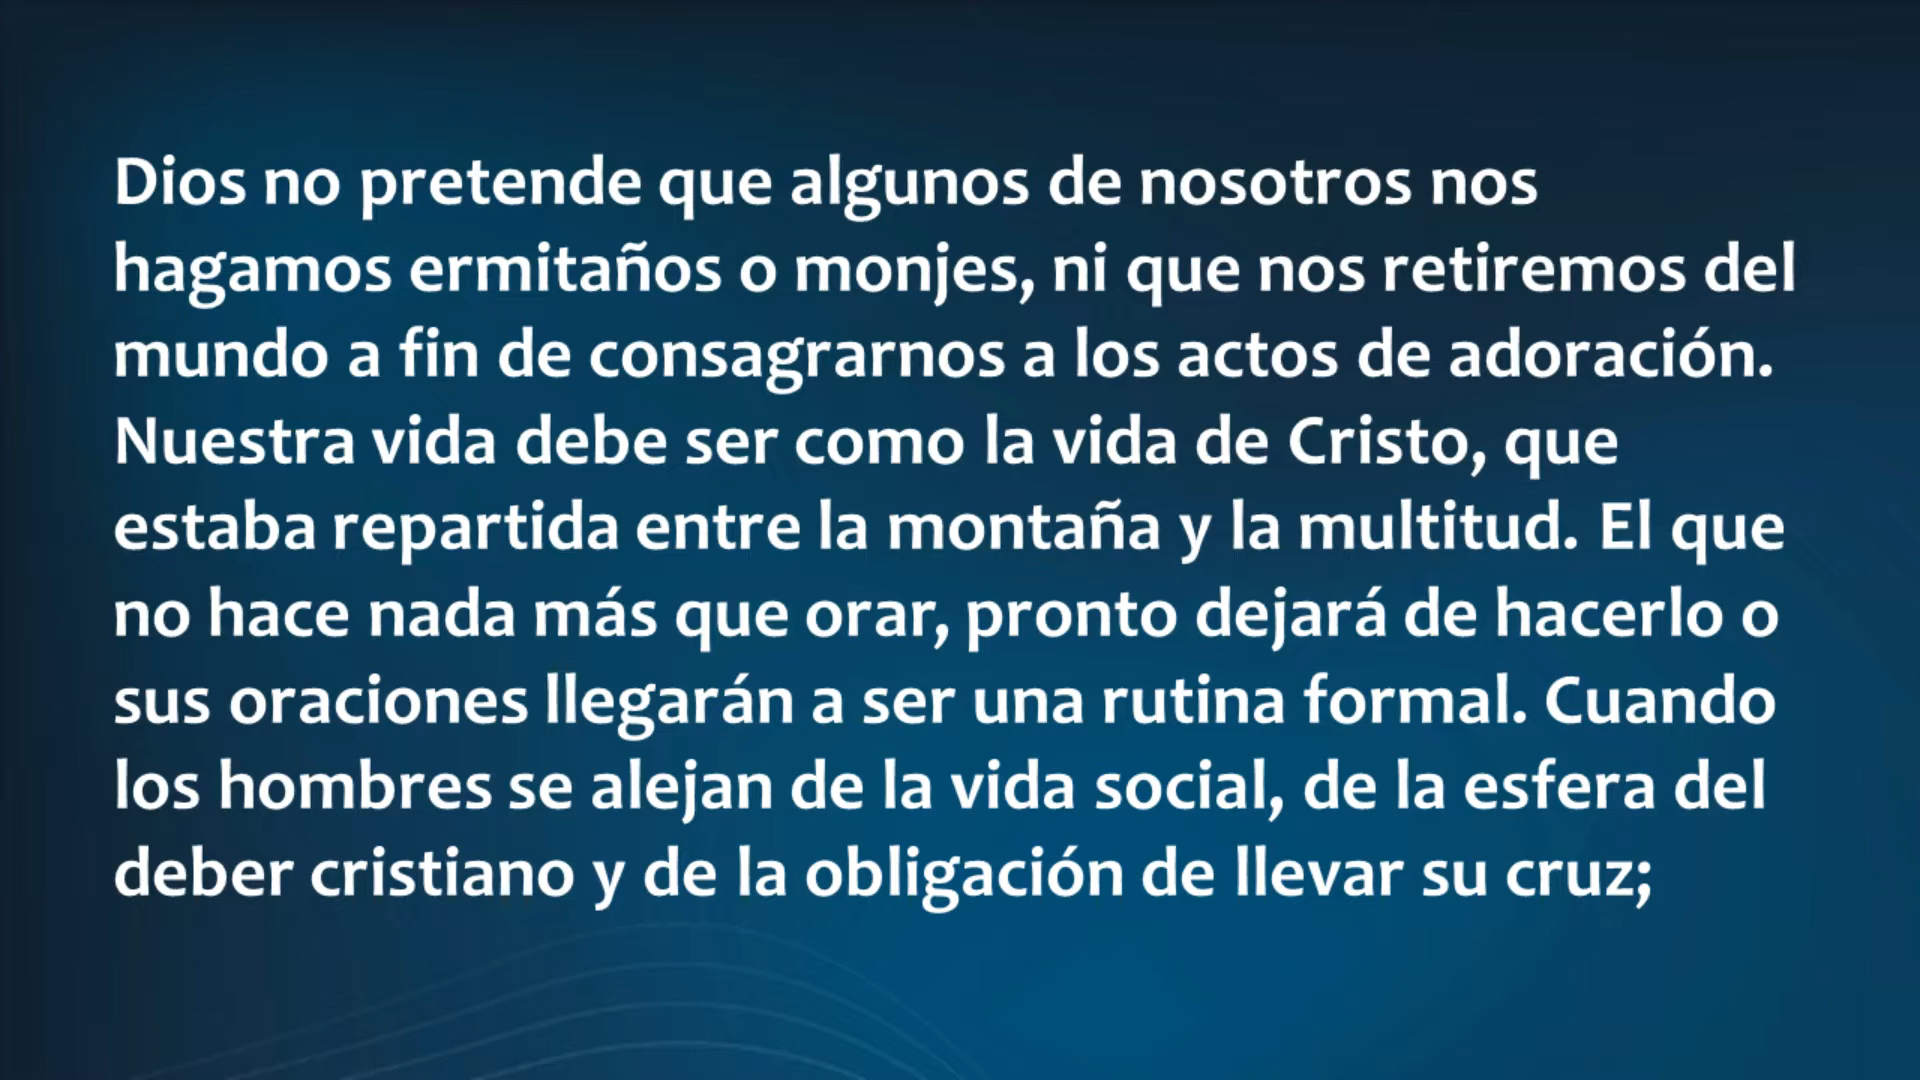 Dios no pretende que algunos de nosotros nos
hagamos ermitaños o monjes, ni que nos retiremos del
mundo a fin de consagrarnos a los actos de adoración.
Nuestra vida debe ser como la vida de Cristo, que
estaba repartida entre la montaña y la multitud. El que
no hace nada más que orar, pronto dejará de hacerlo o
sus oraciones llegarán a ser una rutina formal. Cuando
los hombres se alejan de la vida social, de la esfera del
deber cristiano y de la obligación de llevar su cruz;